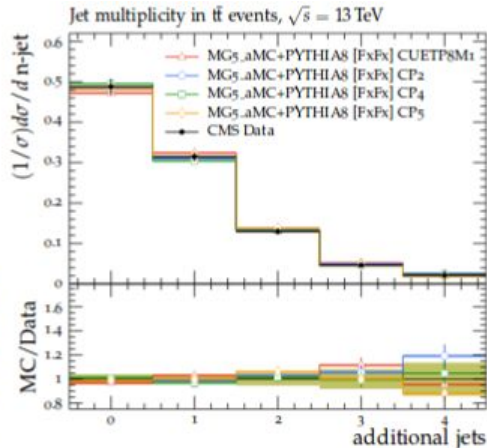 Jet multiplicity in tt̄ events, √s = 13 TeV
(1/σ)dσ/d n-jet
0.6
0.5
0.4
0.3
0.2
0.1
0
MG5_aMC+PYTHIA8 [FxFx] CUETP8M1
MG5_aMC+PYTHIA8 [FxFx] CP2
MG5_aMC+PYTHIA8 [FxFx] CP4
MG5_aMC+PYTHIA8 [FxFx] CP5
CMS Data
MC/Data
1.6
1.4
1.2
1
0.8
0 1 2 3 4
additional jets